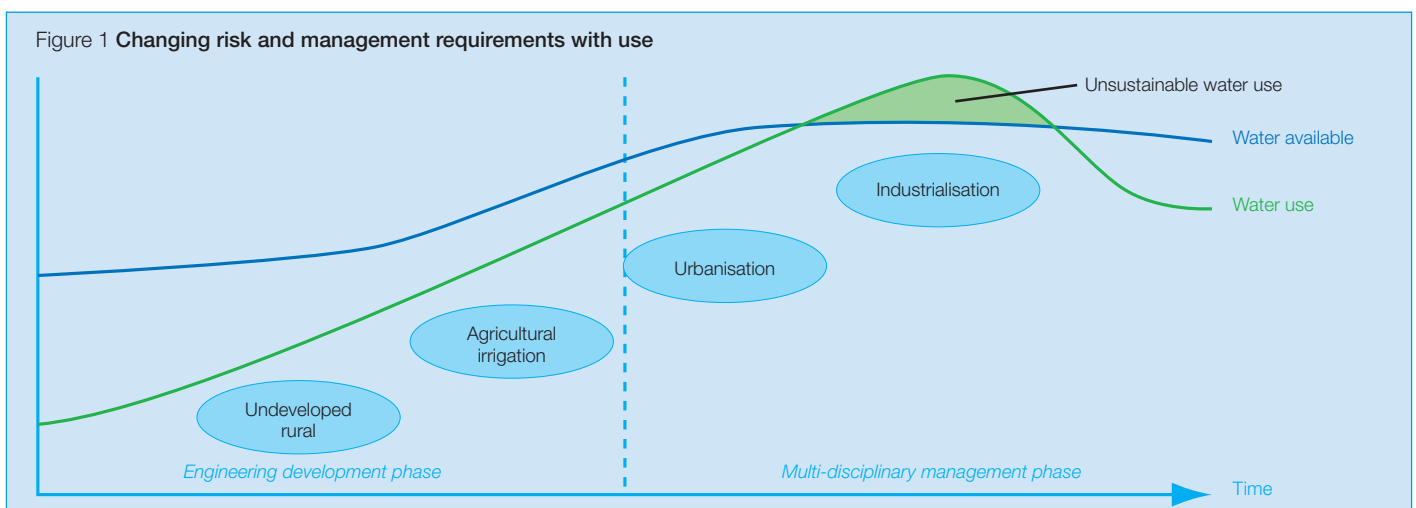 Figure 1 Changing risk and management requirements with use
Unsustainable water use
Water available
Industrialisation
Water use
Urbanisation
Agricultural
irrigation
Undeveloped
rural
Engineering development phase
Multi-disciplinary management phase
Time